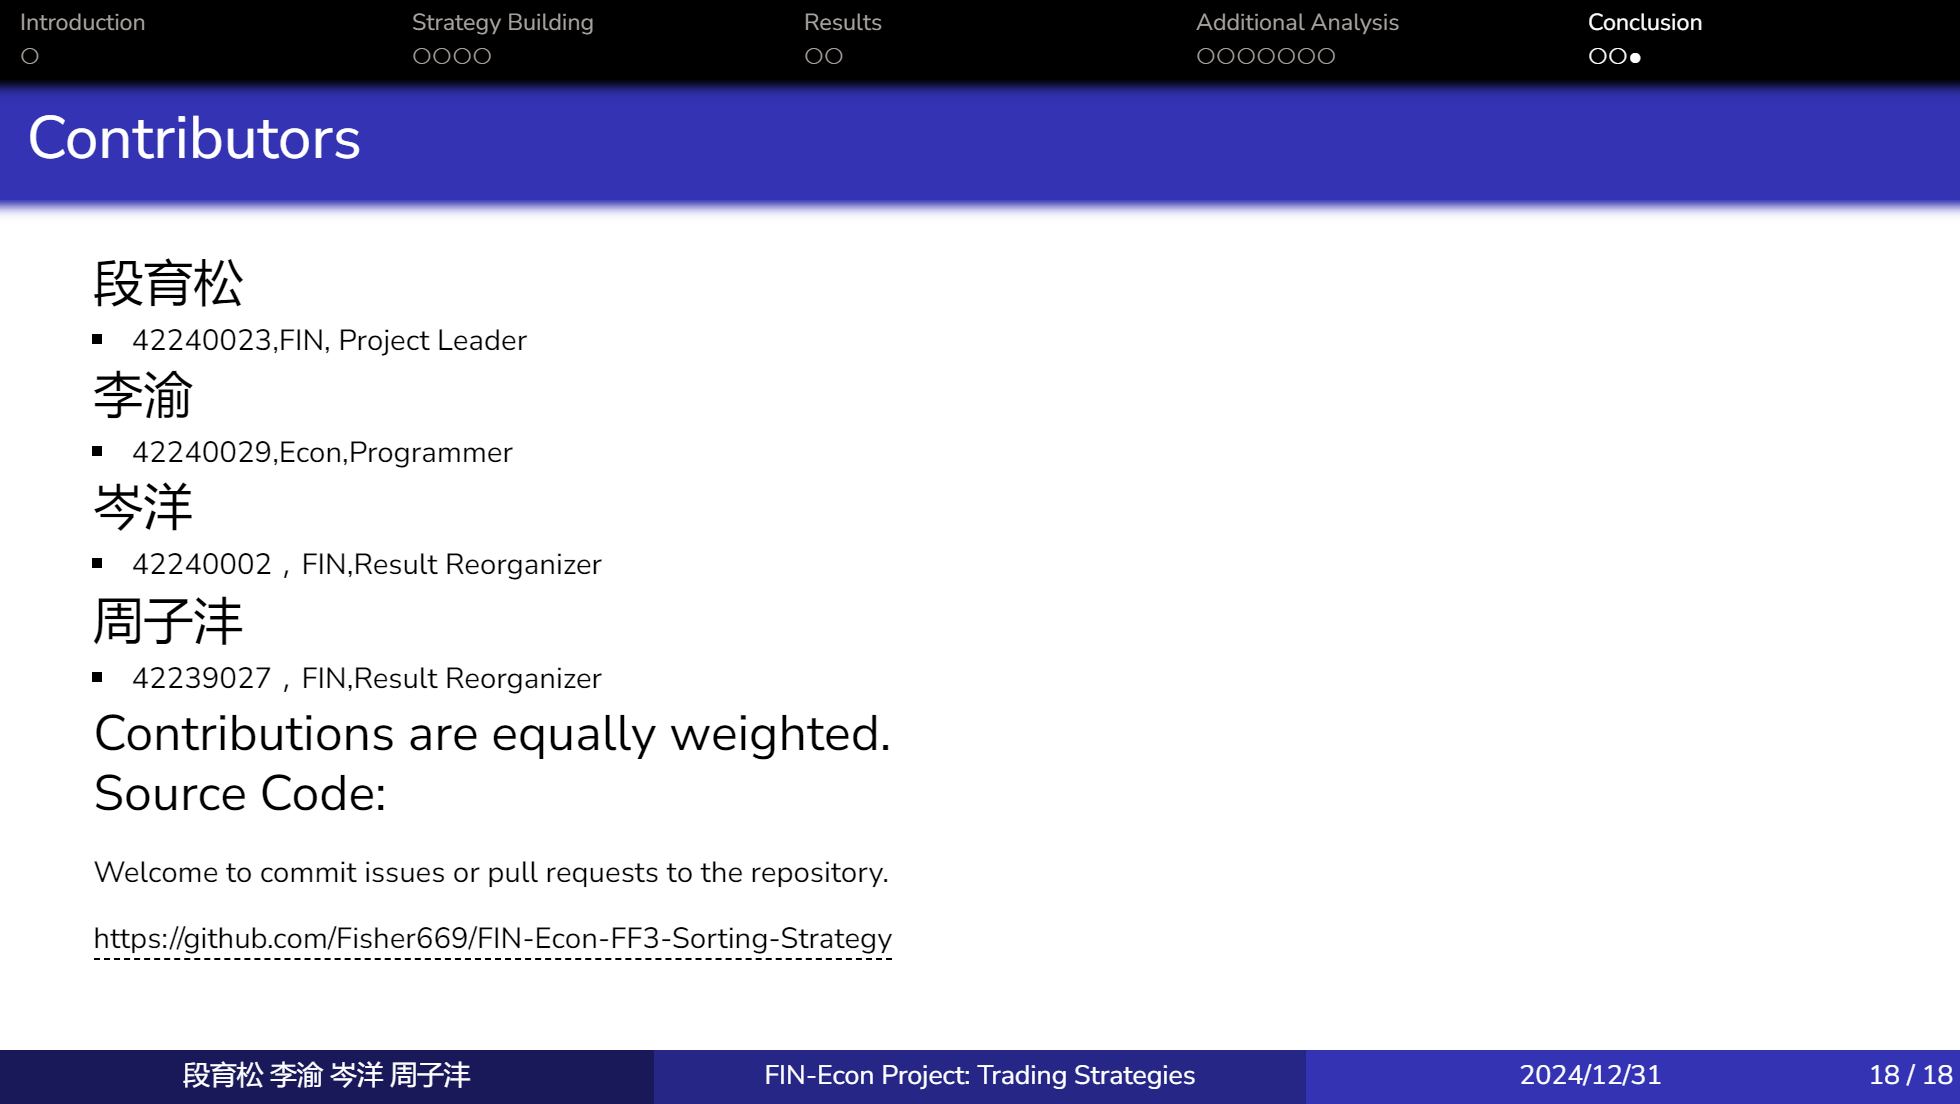 Introduction
Strategy Building
Results
Additional Analysis
Conclusion
Contributors
段育松
42240023,FIN, Project Leader
李渝
42240029,Econ,Programmer
岑洋
42240002，FIN,Result Reorganizer
周子沣
42239027，FIN,Result Reorganizer
Contributions are equally weighted.
Source Code:
Welcome to commit issues or pull requests to the repository.
https://github.com/Fisher669/FIN-Econ-FF3-Sorting-Strategy
段育松 李渝 岑洋 周子沣
FIN-Econ Project: Trading Strategies
2024/12/31
18 / 18